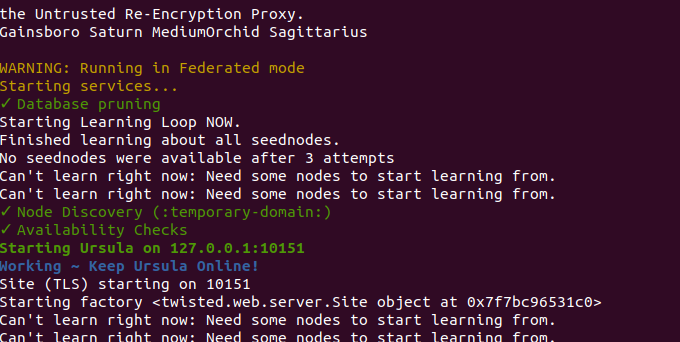 the Untrusted Re-Encryption Proxy.
Gainsboro Saturn MediumOrchid Sagittarius
WARNING: Running in Federated mode
Starting services...
✓ Database pruning
Starting Learning Loop NOW.
Finished learning about all seednodes.
No seednodes were available after 3 attempts
Can't learn right now: Need some nodes to start learning from.
Can't learn right now: Need some nodes to start learning from.
✓ Node Discovery (:temporary-domain:)
✓ Availability Checks
Starting Ursula on 127.0.0.1:10151
Working ~ Keep Ursula Online!
Site (TLS) starting on 10151
Starting factory <twisted.web.server.Site object at 0x7f7bc96531c0>
Can't learn right now: Need some nodes to start learning from.
Can't learn right now: Need some nodes to start learning from.